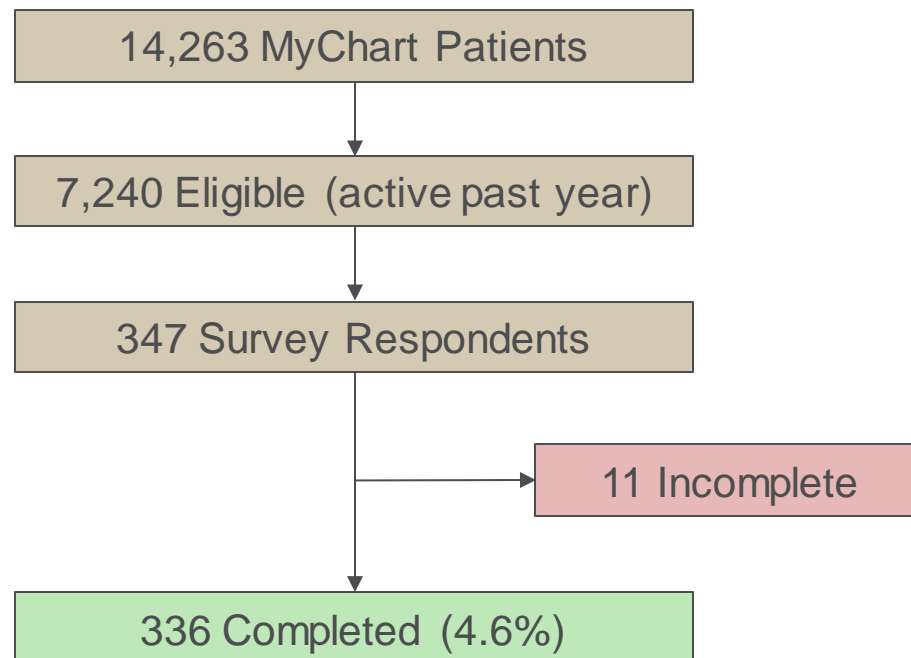 14,263 MyChart Patients
7,240 Eligible (active past year)
347 Survey Respondents
11 Incomplete
336 Completed (4.6%)